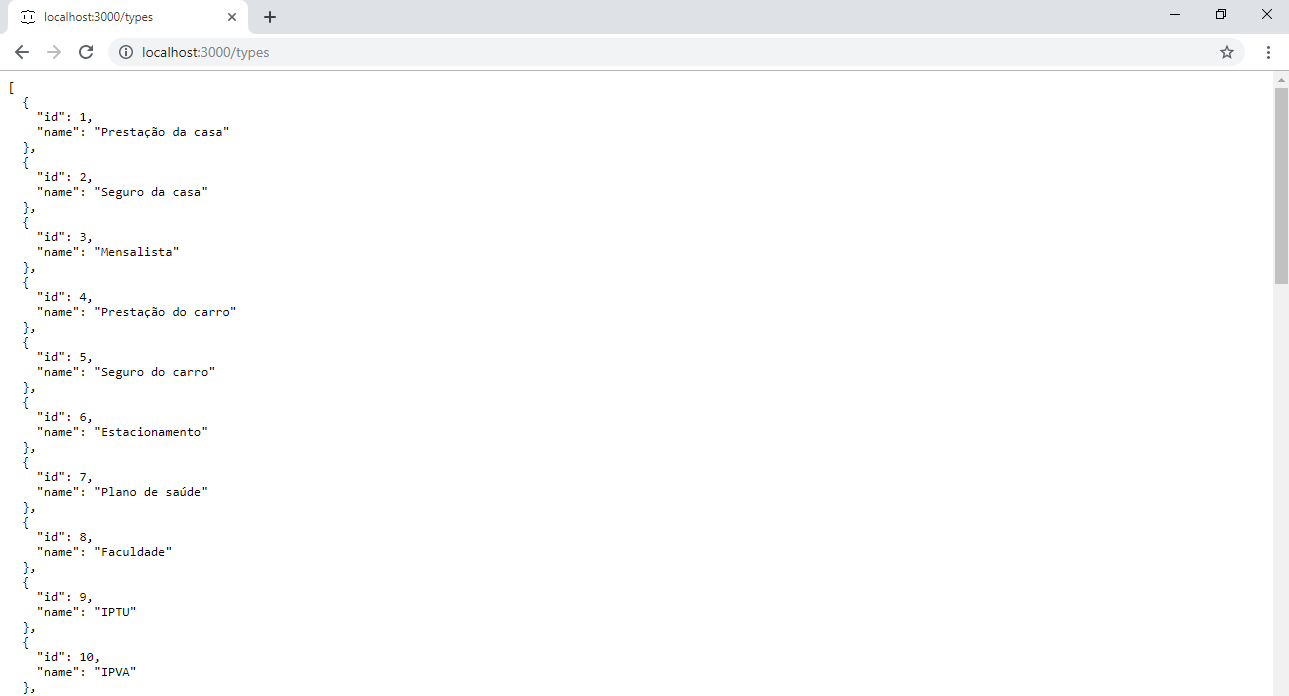 localhost:3000/types
localhost:3000/types
[
  {
    "id": 1,
    "name": "Prestação da casa"
  },
  {
    "id": 2,
    "name": "Seguro da casa"
  },
  {
    "id": 3,
    "name": "Mensalista"
  },
  {
    "id": 4,
    "name": "Prestação do carro"
  },
  {
    "id": 5,
    "name": "Seguro do carro"
  },
  {
    "id": 6,
    "name": "Estacionamento"
  },
  {
    "id": 7,
    "name": "Plano de saúde"
  },
  {
    "id": 8,
    "name": "Faculdade"
  },
  {
    "id": 9,
    "name": "IPTU"
  },
  {
    "id": 10,
    "name": "IPVA"
  },